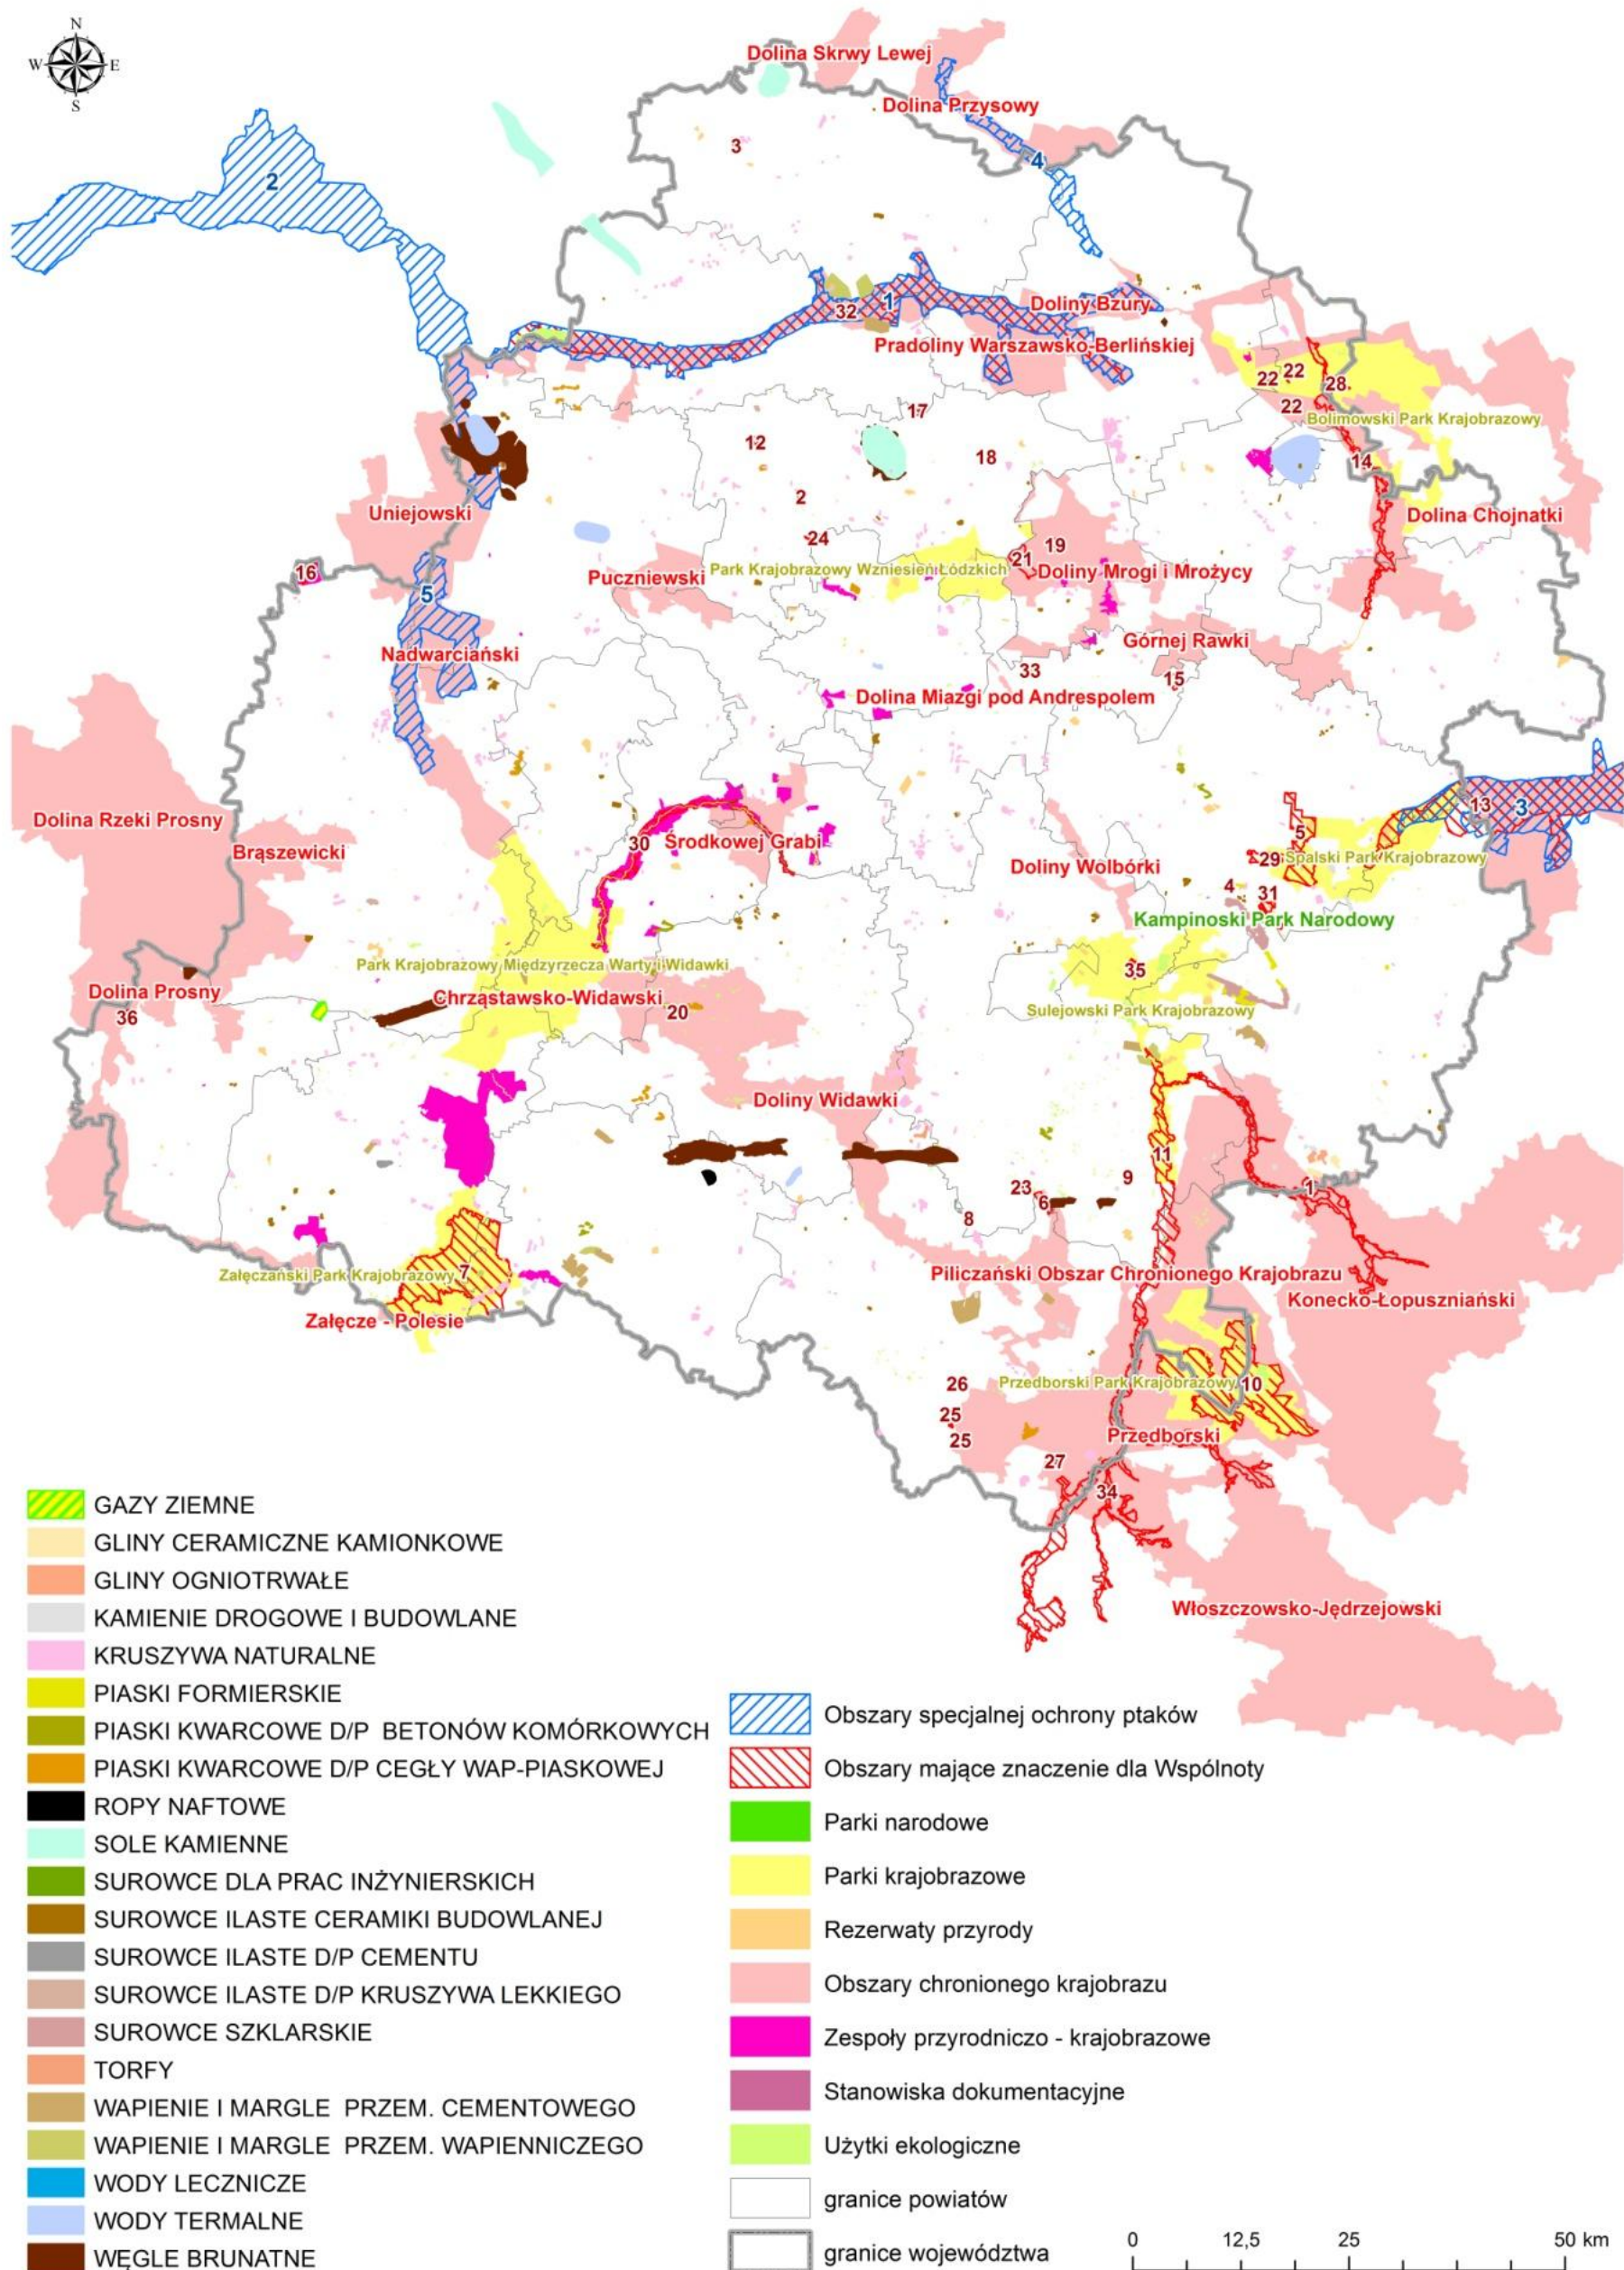 N
W E
S
Dolina Skrwy Lewej
Dolina Przysowy
3
4
2
1
32
Doliny Bzury
Pradoliny Warszawsko-Berlińskiej
22
22
28
22
Bolimowski Park Krajobrazowy
17
12
18
14
2
Uniejowski
Dolina Chojnatki
24
19
21
16
Puczniewski
Park Krajobrazowy Wzniesień Łódzkich
Doliny Mrogi i Mrożycy
5
Nadwarciański
Górnej Rawki
33
15
Dolina Miazgi pod Andrespolem
13
3
Dolina Rzeki Prosny
Brąszewicki
30
Środkowej Grabi
5
29
Spalski Park Krajobrazowy
Doliny Wolbórki
4
31
Kampinoski Park Narodowy
Park Krajobrazowy Międzyrzecza Warty i Widawki
35
Dolina Prosny
Chrząstawsko-Widawski
36
20
Sulejowski Park Krajobrazowy
Doliny Widawki
11
9
23
6
1
8
Załęczański Park Krajobrazowy
7
Piliczański Obszar Chronionego Krajobrazu
Konecko-Łopuszniański
Załęcze - Polesie
26
Przedborski Park Krajobrazowy
10
25
25
Przedborski
27
34
Włoszczowsko-Jędrzejowski
GAZY ZIEMNE
GLINY CERAMICZNE KAMIONKOWE
GLINY OGNIOTRWAŁE
KAMIENIE DROGOWE I BUDOWLANE
KRUSZYWA NATURALNE
PIASKI FORMIERSKIE
PIASKI KWARCOWE D/P BETONÓW KOMÓRKOWYCH
PIASKI KWARCOWE D/P CEGŁY WAP-PIASKOWEJ
ROPY NAFTOWE
SOLE KAMIENNE
SUROWCE DLA PRAC INŻYNIERSKICH
SUROWCE ILASTE CERAMIKI BUDOWLANEJ
SUROWCE ILASTE D/P CEMENTU
SUROWCE ILASTE D/P KRUSZYWA LEKKIEGO
SUROWCE SZKLARSKIE
TORFY
WAPIENIE I MARGLE PRZEM. CEMENTOWEGO
WAPIENIE I MARGLE PRZEM. WAPIENNICZEGO
WODY LECZNICZE
WODY TERMALNE
WĘGLE BRUNATNE
Obszary specjalnej ochrony ptaków
Obszary mające znaczenie dla Wspólnoty
Parki narodowe
Parki krajobrazowe
Rezerwaty przyrody
Obszary chronionego krajobrazu
Zespoły przyrodniczo - krajobrazowe
Stanowiska dokumentacyjne
Użytki ekologiczne
granice powiatów
granice województwa
0 12,5 25 50 km